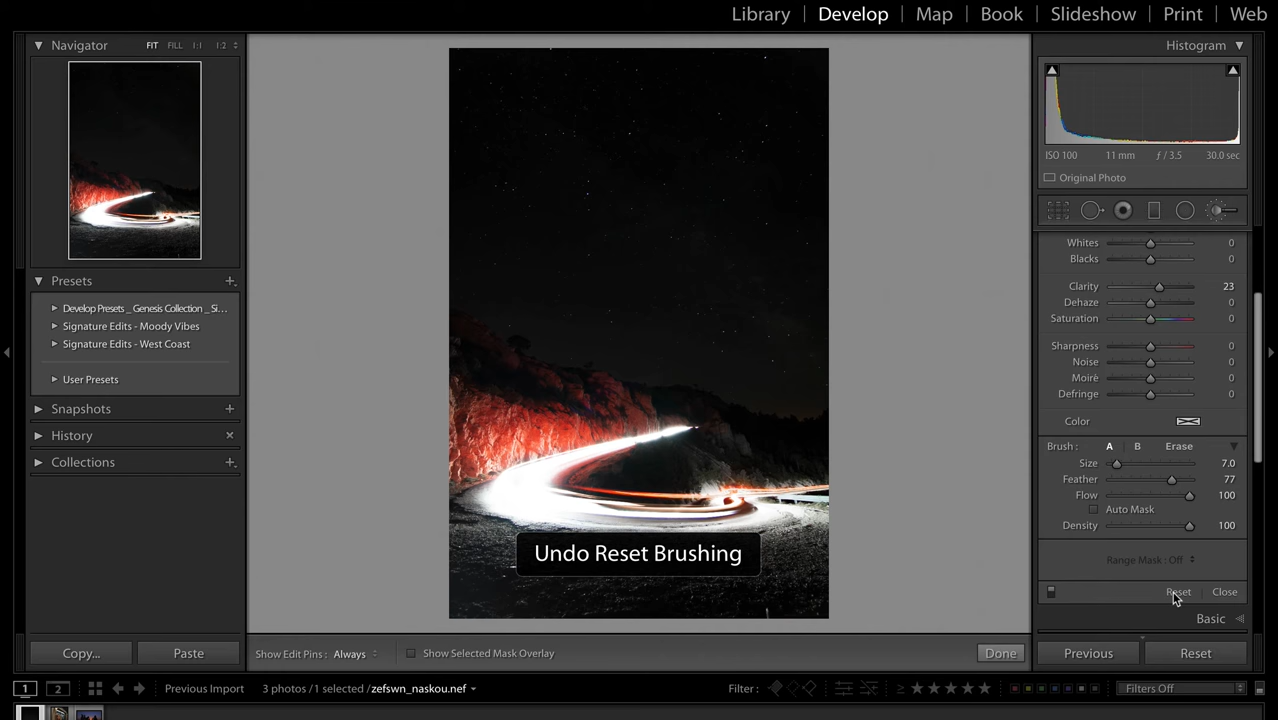 Library | Develop | Map | Book | Slideshow | Print | Web
Navigator FIT FILL 1:1 1:2
Histogram
ISO 100 11 mm ƒ / 3.5 30.0 sec
Original Photo
Presets +
Develop Presets _ Genesis Collection _ Si...
Signature Edits - Moody Vibes
Signature Edits - West Coast
User Presets
Snapshots +
History ×
Collections +
Whites 0
Blacks 0
Clarity 23
Dehaze 0
Saturation 0
Sharpness 0
Noise 0
Moiré 0
Defringe 0
Color
Brush : A | B Erase
Size 7.0
Feather 77
Flow 100
Auto Mask
Density 100
Range Mask : Off
Reset | Close
Basic
Undo Reset Brushing
Copy... Paste
Show Edit Pins : Always
Show Selected Mask Overlay
Done
Previous Reset
1 2 Previous Import 3 photos /1 selected /zefswn_naskou.nef
Filter : ≥ Filters Off